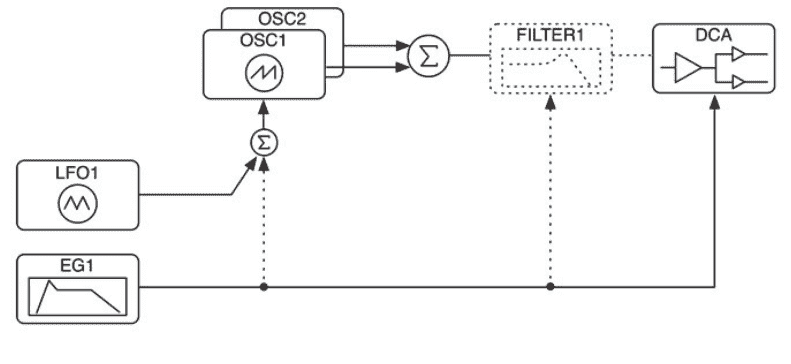 OSC2
OSC1
Σ
FILTER1
DCA
Σ
LFO1
EG1